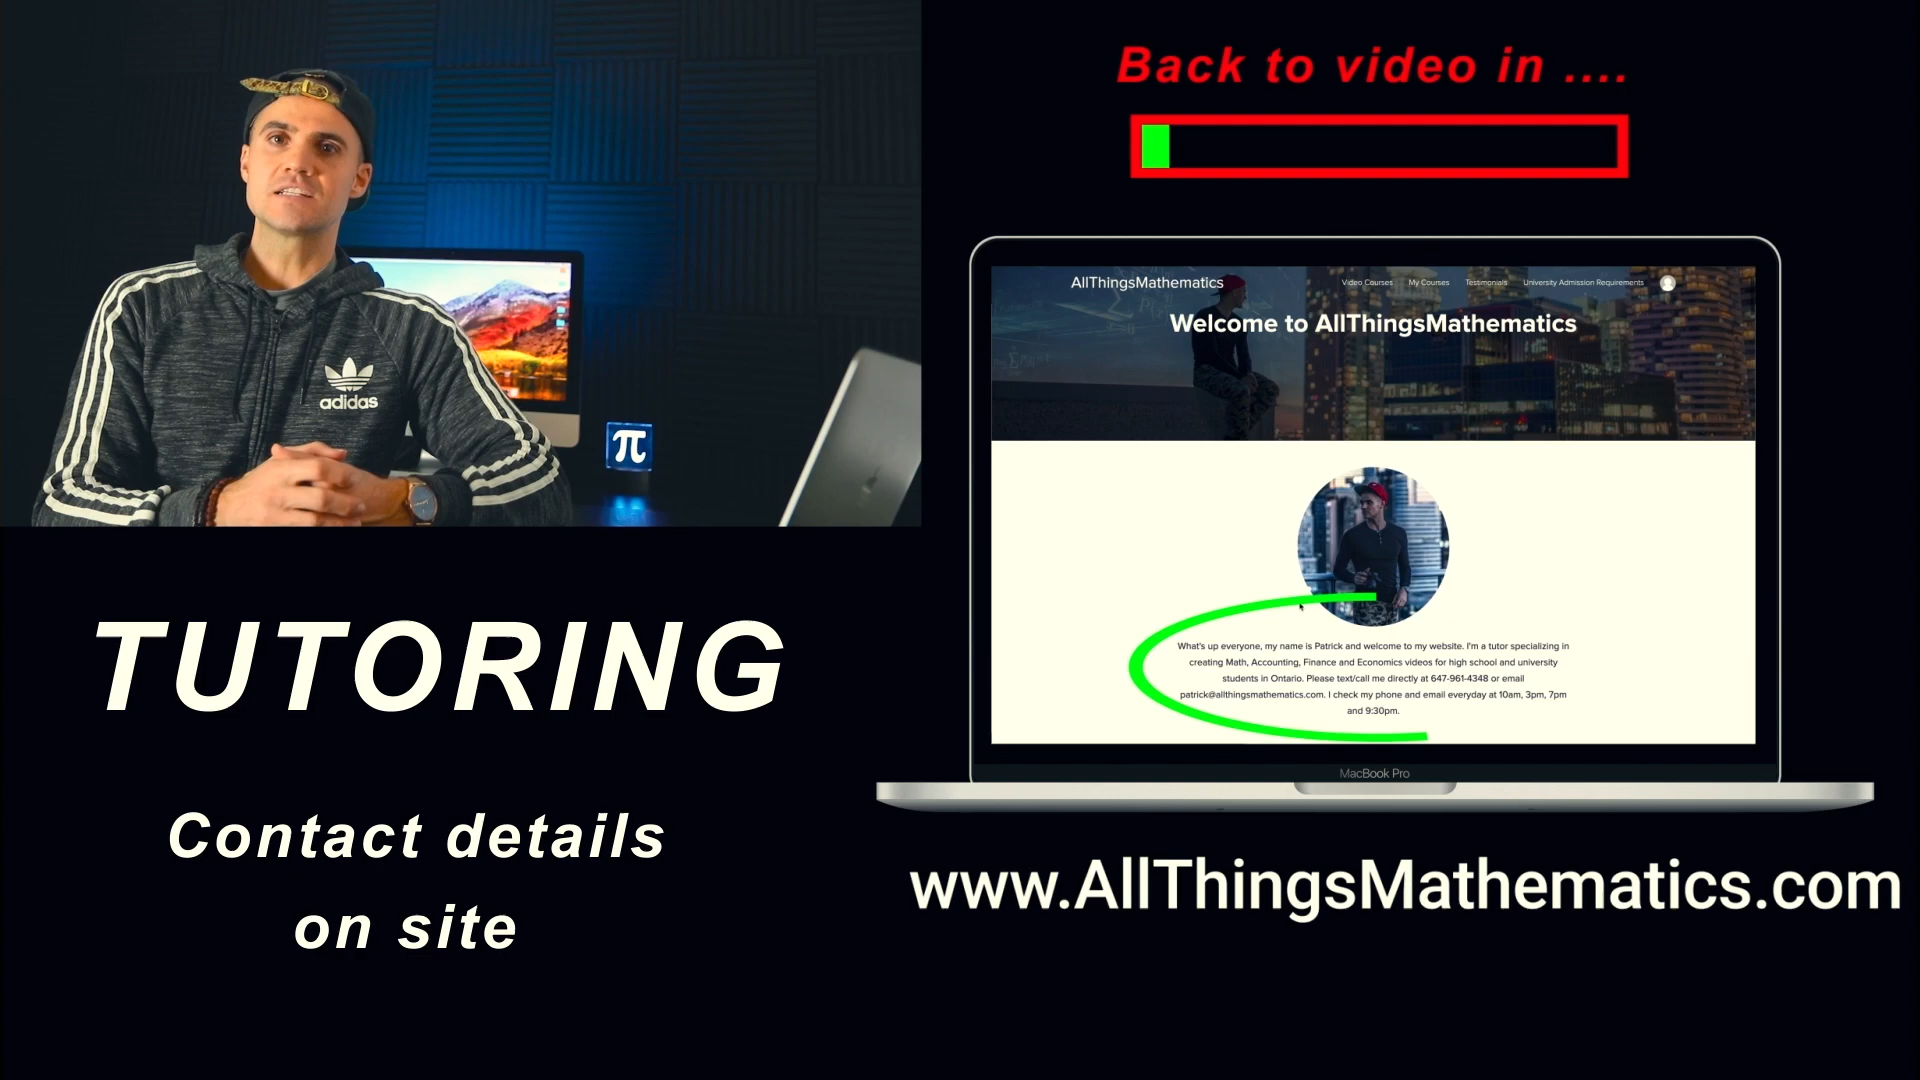 Back to video in ....
adidas
π
AllThingsMathematics
Video Courses
My Courses
Testimonials
University Admission Requirements
Welcome to AllThingsMathematics
What's up everyone, my name is Patrick and welcome to my website. I'm a tutor specializing in
creating Math, Accounting, Finance and Economics videos for high school and university
students in Ontario. Please text/call me directly at 647-961-4348 or email
patrick@allthingsmathematics.com. I check my phone and email everyday at 10am, 3pm, 7pm
and 9:30pm.
MacBook Pro
TUTORING
Contact details
on site
www.AllThingsMathematics.com